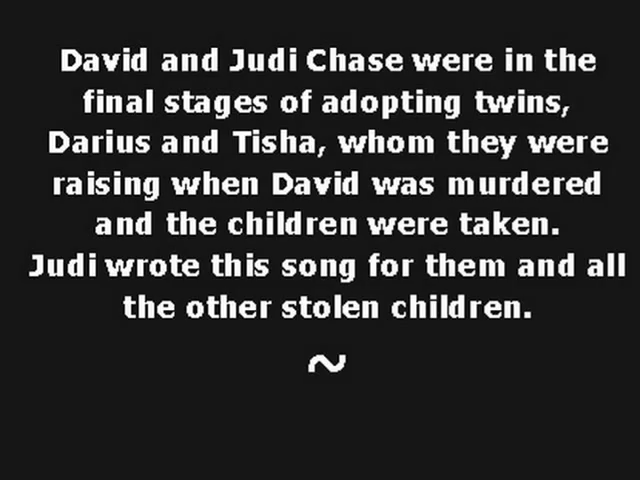 David and Judi Chase were in the
final stages of adopting twins,
Darius and Tisha, whom they were
raising when David was murdered
and the children were taken.
Judi wrote this song for them and all
the other stolen children.
~